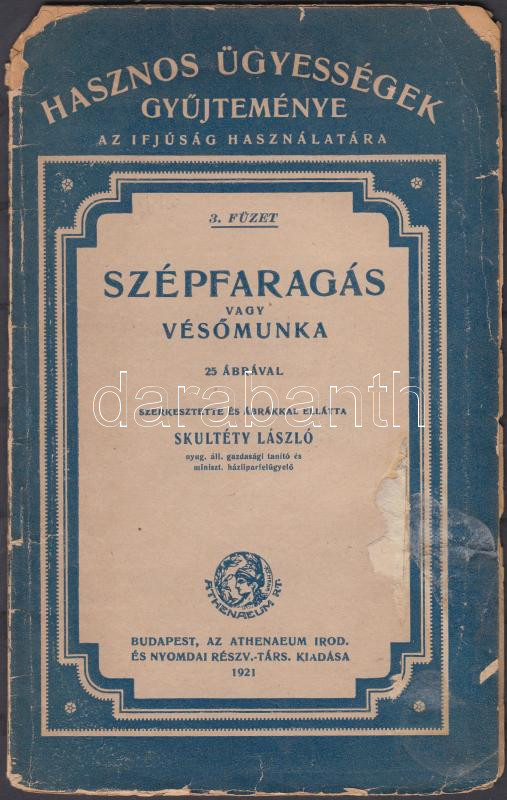 HASZNOS ÜGYESSÉGEK
GYŰJTEMÉNYE
AZ IFJÚSÁG HASZNÁLATÁRA
3. FÜZET
SZÉPFARAGÁS
VAGY
VÉSŐMUNKA
25 ÁBRÁVAL
darabanth
SZERKESZTETTE ÉS ÁBRÁKKAL ELLÁTTA
SKULTÉTY LÁSZLÓ
nyug. áll. gazdasági tanító és
miniszt. háziiparfelügyelő
ATHENAEUM RT.
BUDAPEST, AZ ATHENAEUM IROD.
ÉS NYOMDAI RÉSZV.-TÁRS. KIADÁSA
1921